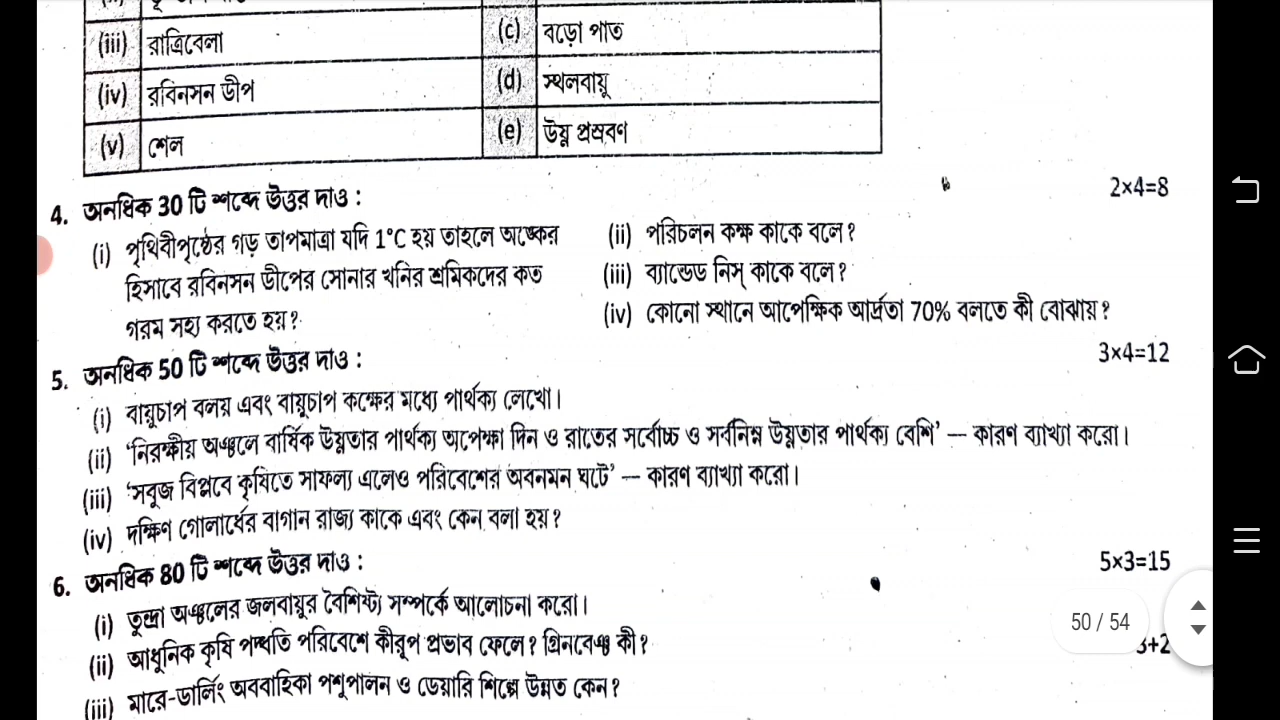 (iii) রাত্রিবেলা (c) বড়ো পাত
(iv) রবিনসন ডীপ (d) স্থলবায়ু
(v) শেল (e) উষ্ণ প্রস্রবণ
4. অনধিক 30 টি শব্দে উত্তর দাও : 2×4=8
(i) পৃথিবীপৃষ্ঠের গড় তাপমাত্রা যদি 1°C হয় তাহলে অঙ্কের
হিসাবে রবিনসন ডীপের সোনার খনির শ্রমিকদের কত
গরম সহ্য করতে হয়?
(ii) পরিচলন কক্ষ কাকে বলে?
(iii) ব্যান্ডেড নিস্ কাকে বলে?
(iv) কোনো স্থানে আপেক্ষিক আর্দ্রতা 70% বলতে কী বোঝায়?
5. অনধিক 50 টি শব্দে উত্তর দাও : 3×4=12
(i) বায়ুচাপ বলয় এবং বায়ুচাপ কক্ষের মধ্যে পার্থক্য লেখো।
(ii) ‘নিরক্ষীয় অঞ্চলে বার্ষিক উষ্ণতার পার্থক্য অপেক্ষা দিন ও রাতের সর্বোচ্চ ও সর্বনিম্ন উষ্ণতার পার্থক্য বেশি’ — কারণ ব্যাখ্যা করো।
(iii) ‘সবুজ বিপ্লবে কৃষিতে সাফল্য এলেও পরিবেশের অবনমন ঘটে’ — কারণ ব্যাখ্যা করো।
(iv) দক্ষিণ গোলার্ধের বাগান রাজ্য কাকে এবং কেন বলা হয়?
6. অনধিক 80 টি শব্দে উত্তর দাও : 5×3=15
(i) তুন্দ্রা অঞ্চলের জলবায়ুর বৈশিষ্ট্য সম্পর্কে আলোচনা করো।
50 / 54
(ii) আধুনিক কৃষি পদ্ধতি পরিবেশে কীরূপ প্রভাব ফেলে? গ্রিনবেঞ্চ কী? 3+2
(iii) মারে-ডার্লিং অববাহিকা পশুপালন ও ডেয়ারি শিল্পে উন্নত কেন?